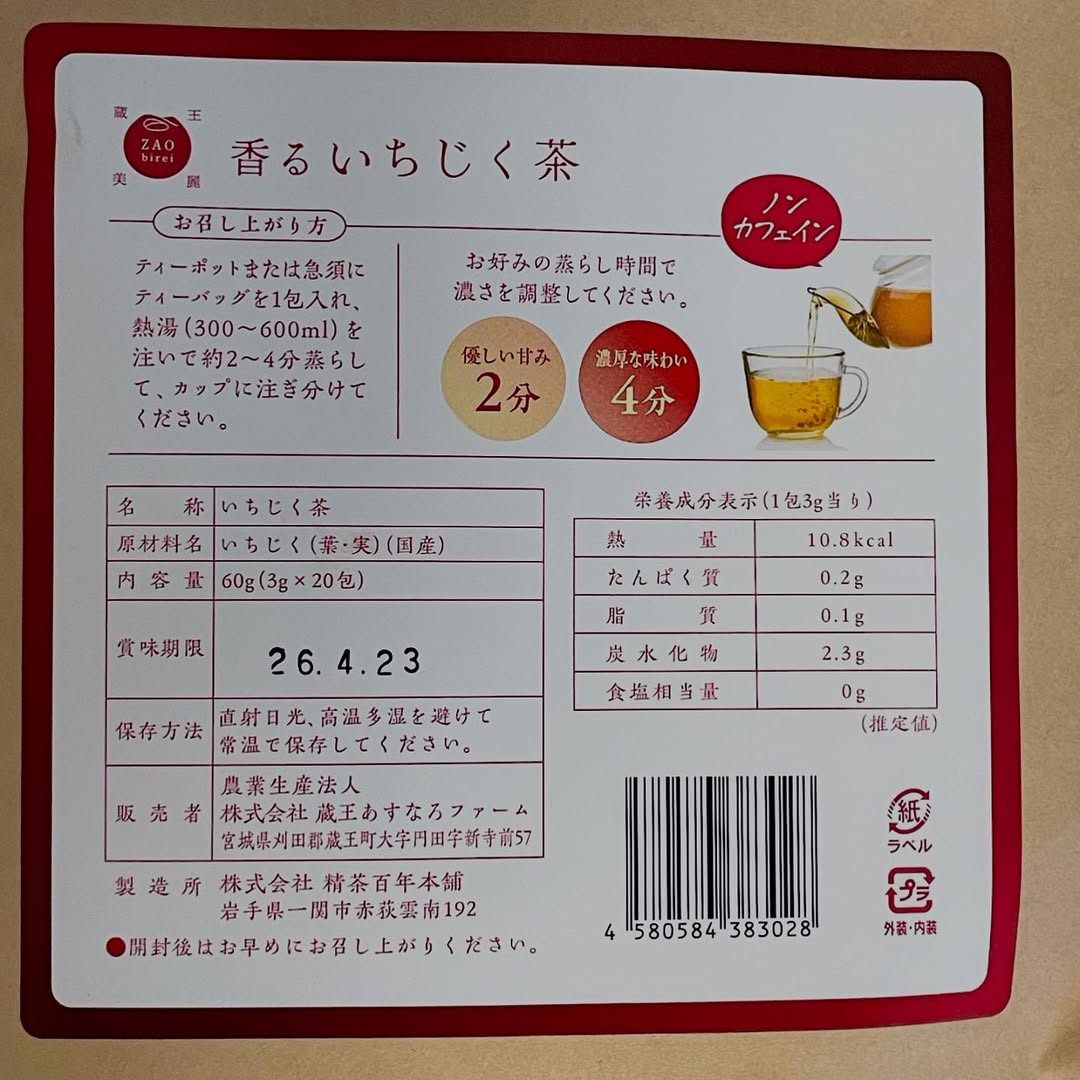 蔵王
ZAO
birei
美麗
香るいちじく茶
ノン
カフェイン
お召し上がり方
ティーポットまたは急須に
ティーバッグを1包入れ、
熱湯(300〜600ml)を
注いで約2〜4分蒸らし
て、カップに注ぎ分けて
ください。
お好みの蒸らし時間で
濃さを調整してください。
優しい甘み
2分
濃厚な味わい
4分
名称 いちじく茶
原材料名 いちじく(葉·実)(国産)
内容量 60g(3g×20包)
賞味期限 26.4.23
保存方法 直射日光、高温多湿を避けて
常温で保存してください。
販売者 農業生産法人
株式会社 蔵王あすなろファーム
宮城県刈田郡蔵王町大字円田字新寺前57
製造所 株式会社 精茶百年本舗
岩手県一関市赤荻雲南192
●開封後はお早めにお召し上がりください。
栄養成分表示(1包3g当り)
熱量 10.8kcal
たんぱく質 0.2g
脂質 0.1g
炭水化物 2.3g
食塩相当量 0g
(推定値)
4 580584 383028
紙
ラベル
プラ
外装·内装